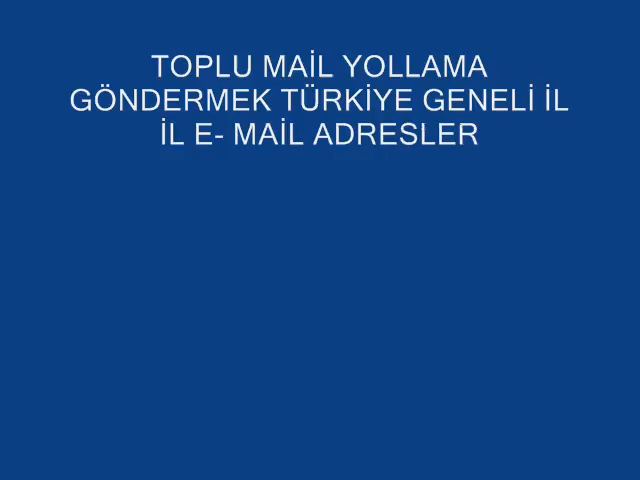 TOPLU MAİL YOLLAMA
GÖNDERMEK TÜRKİYE GENELİ İL
İL E- MAİL ADRESLER